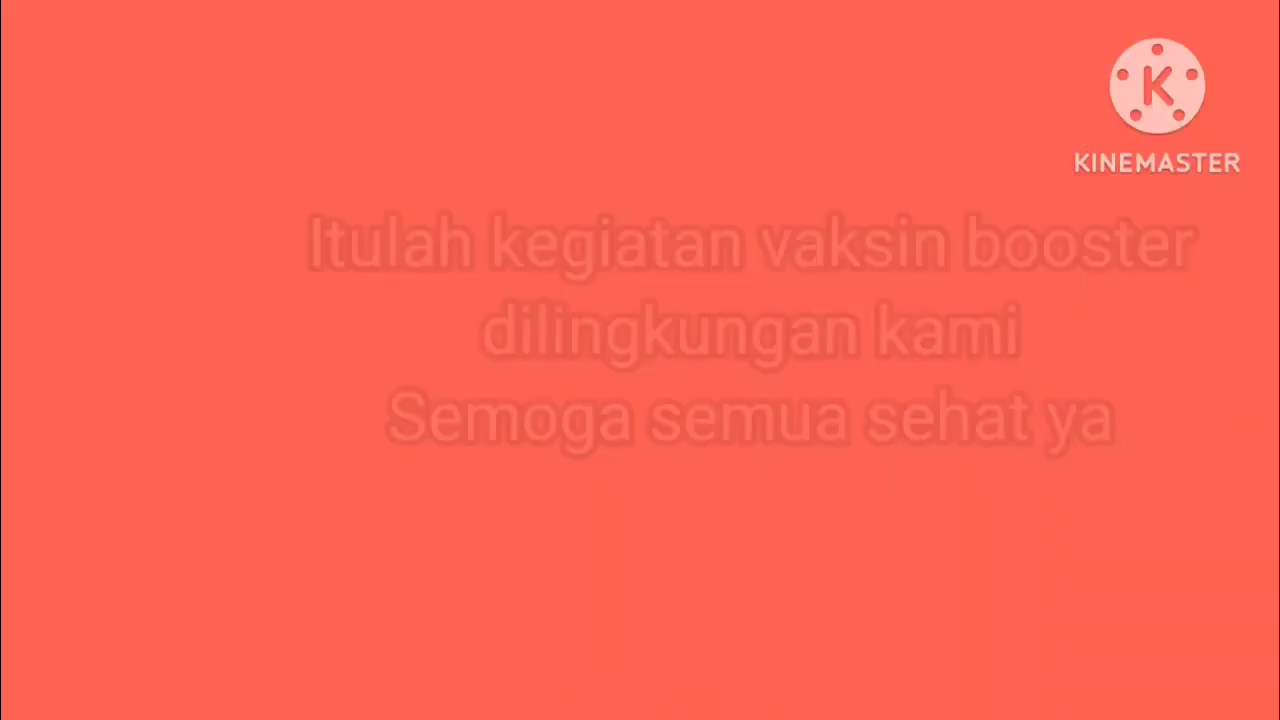 K
KINEMASTER
Itulah kegiatan vaksin booster
dilingkungan kami
Semoga semua sehat ya